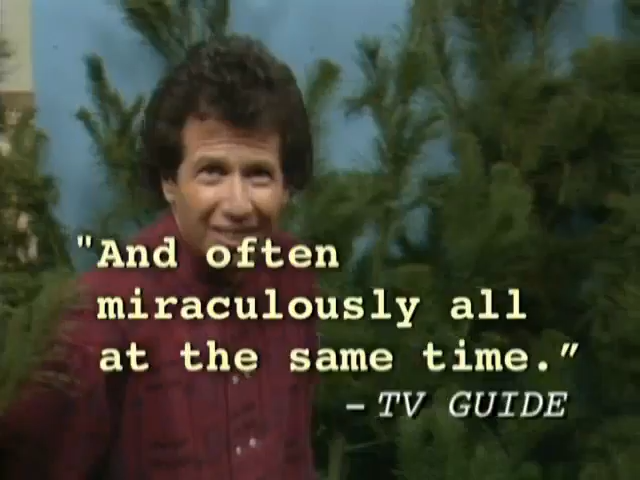 "And often
miraculously all
at the same time.”
– TV GUIDE